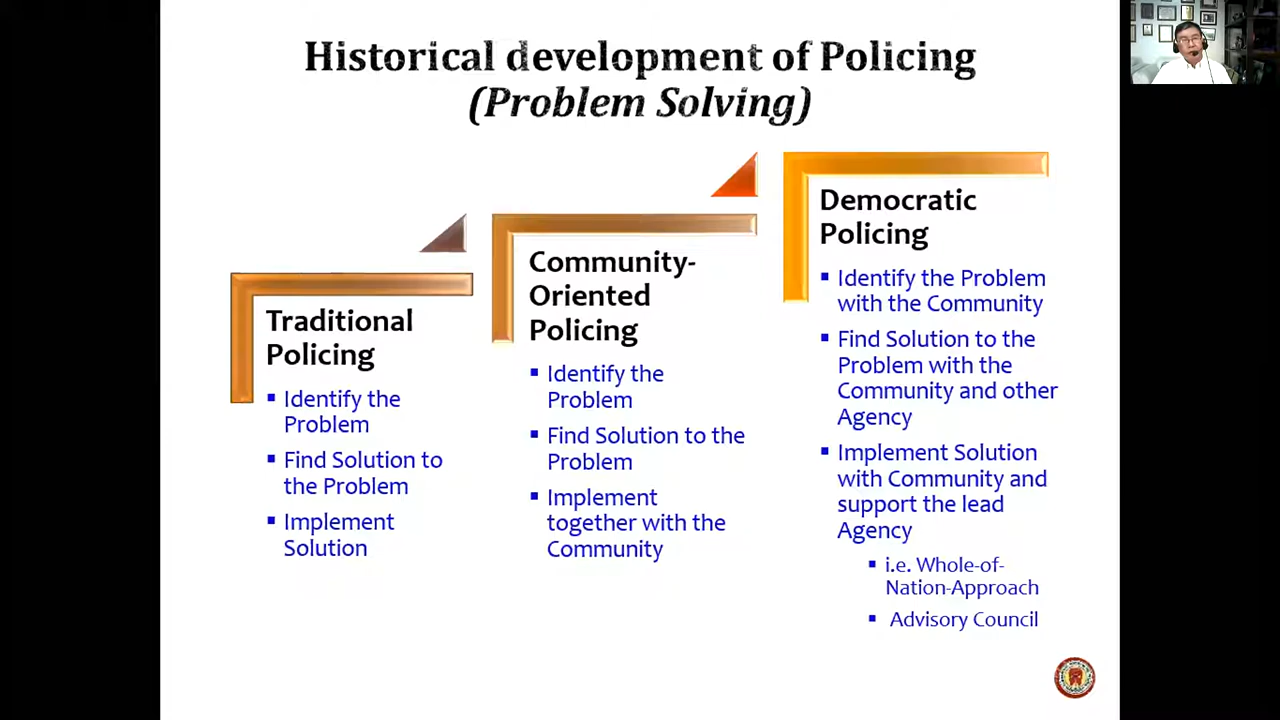 Historical development of Policing
(Problem Solving)
Traditional
Policing
▪ Identify the
Problem
▪ Find Solution to
the Problem
▪ Implement
Solution
Community-
Oriented
Policing
▪ Identify the
Problem
▪ Find Solution to the
Problem
▪ Implement
together with the
Community
Democratic
Policing
▪ Identify the Problem
with the Community
▪ Find Solution to the
Problem with the
Community and other
Agency
▪ Implement Solution
with Community and
support the lead
Agency
▪ i.e. Whole-of-
Nation-Approach
▪ Advisory Council